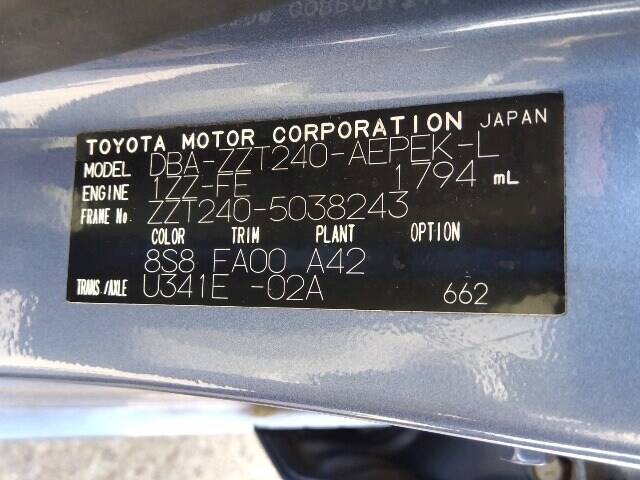 TOYOTA MOTOR CORPORATION JAPAN
MODEL DBA-ZZT240-AEPEK-L
ENGINE 1ZZ-FE 1794 mL
FRAME No. ZZT240-5038243
COLOR TRIM PLANT OPTION
8S8 FA00 A42
TRANS./AXLE U341E -02A 662